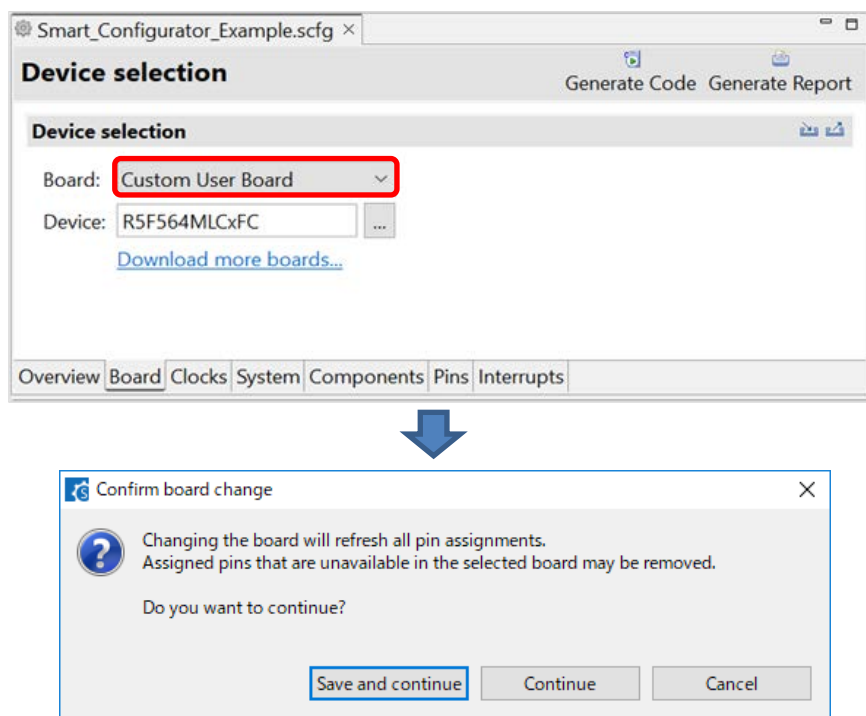 Smart_Configurator_Example.scfg
Device selection
Generate Code Generate Report
Device selection
Board: Custom User Board
Device: R5F564MLCxFC ...
Download more boards...
Overview Board Clocks System Components Pins Interrupts
Confirm board change
Changing the board will refresh all pin assignments.
Assigned pins that are unavailable in the selected board may be removed.
Do you want to continue?
Save and continue Continue Cancel